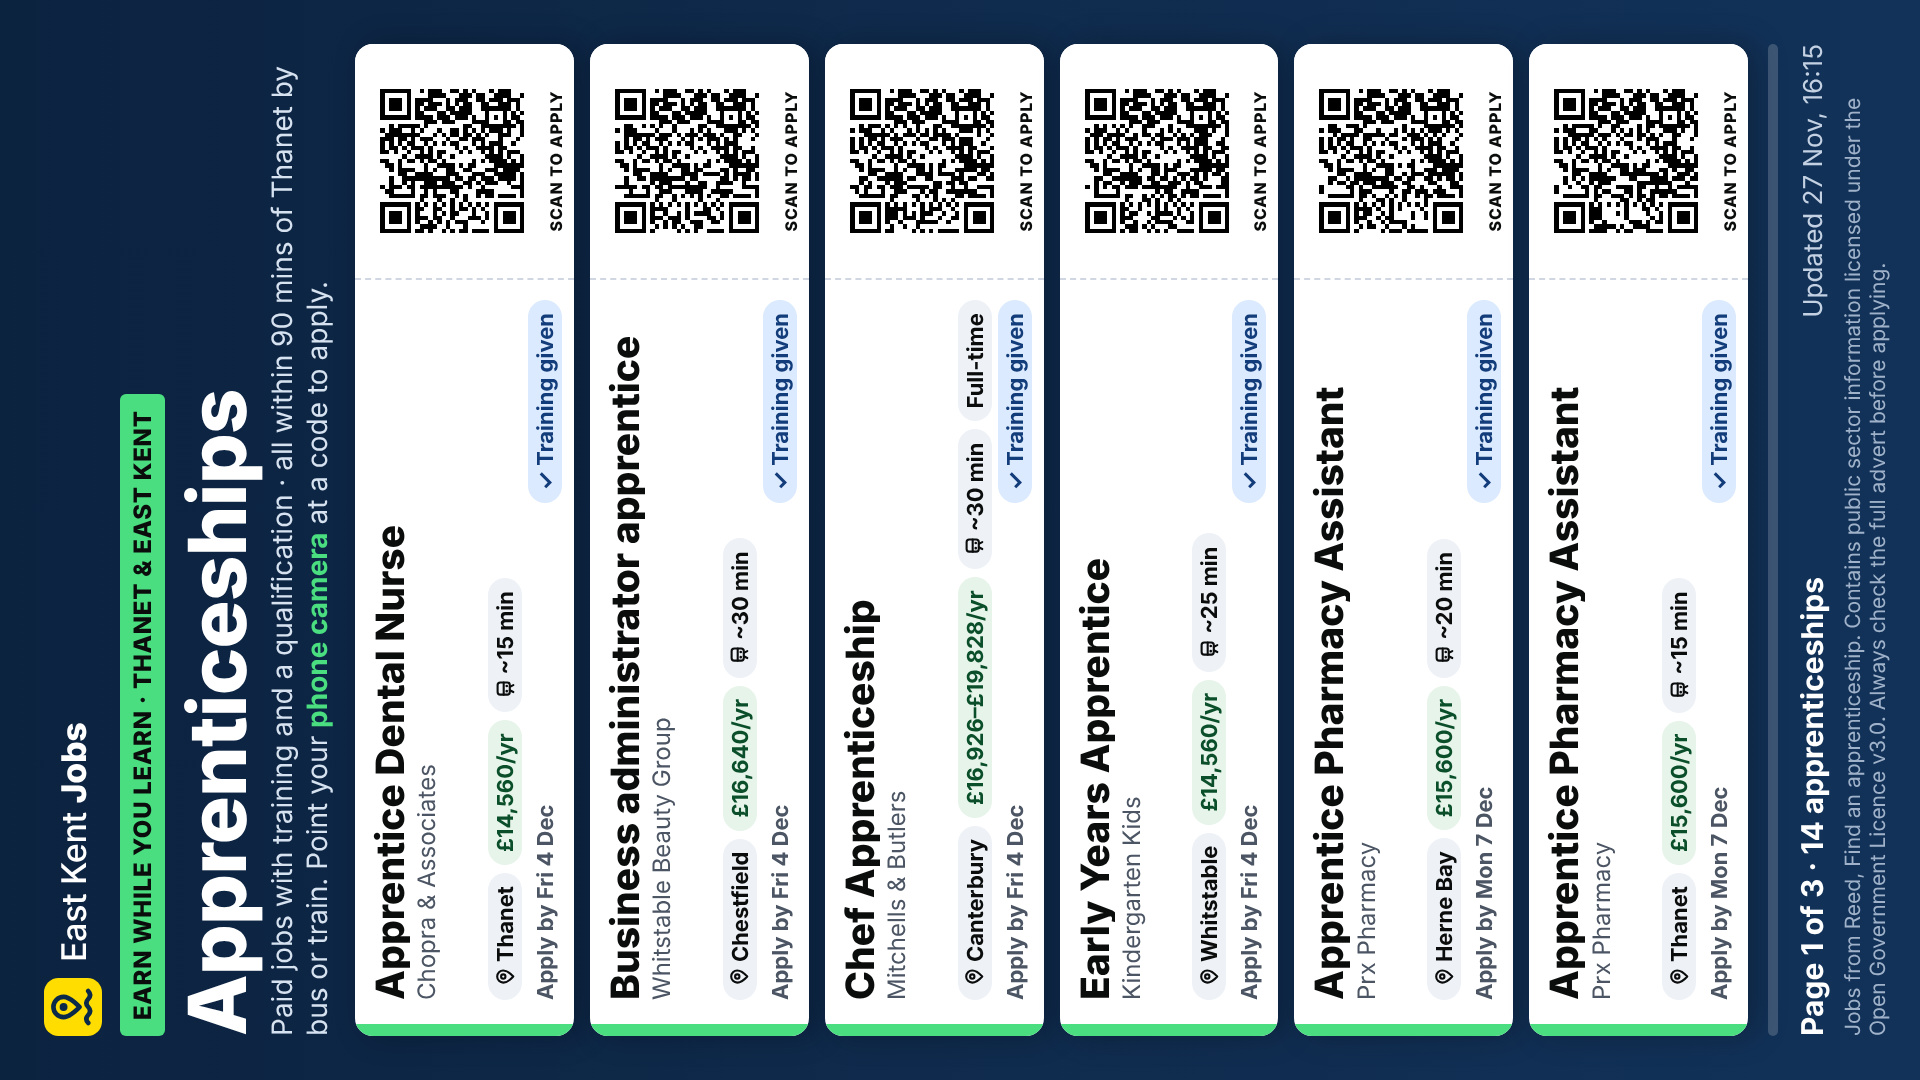 East Kent Jobs
EARN WHILE YOU LEARN · THANET & EAST KENT
Apprenticeships
Paid jobs with training and a qualification · all within 90 mins of Thanet by
bus or train. Point your phone camera at a code to apply.
Apprentice Dental Nurse
Chopra & Associates
Thanet £14,560/yr ~15 min
Apply by Fri 4 Dec ✓ Training given
SCAN TO APPLY
Business administrator apprentice
Whitstable Beauty Group
Chestfield £16,640/yr ~30 min
Apply by Fri 4 Dec ✓ Training given
SCAN TO APPLY
Chef Apprenticeship
Mitchells & Butlers
Canterbury £16,926–£19,828/yr ~30 min Full-time
Apply by Fri 4 Dec ✓ Training given
SCAN TO APPLY
Early Years Apprentice
Kindergarten Kids
Whitstable £14,560/yr ~25 min
Apply by Fri 4 Dec ✓ Training given
SCAN TO APPLY
Apprentice Pharmacy Assistant
Prx Pharmacy
Herne Bay £15,600/yr ~20 min
Apply by Mon 7 Dec ✓ Training given
SCAN TO APPLY
Apprentice Pharmacy Assistant
Prx Pharmacy
Thanet £15,600/yr ~15 min
Apply by Mon 7 Dec ✓ Training given
SCAN TO APPLY
Page 1 of 3 · 14 apprenticeships Updated 27 Nov, 16:15
Jobs from Reed, Find an apprenticeship. Contains public sector information licensed under the
Open Government Licence v3.0. Always check the full advert before applying.